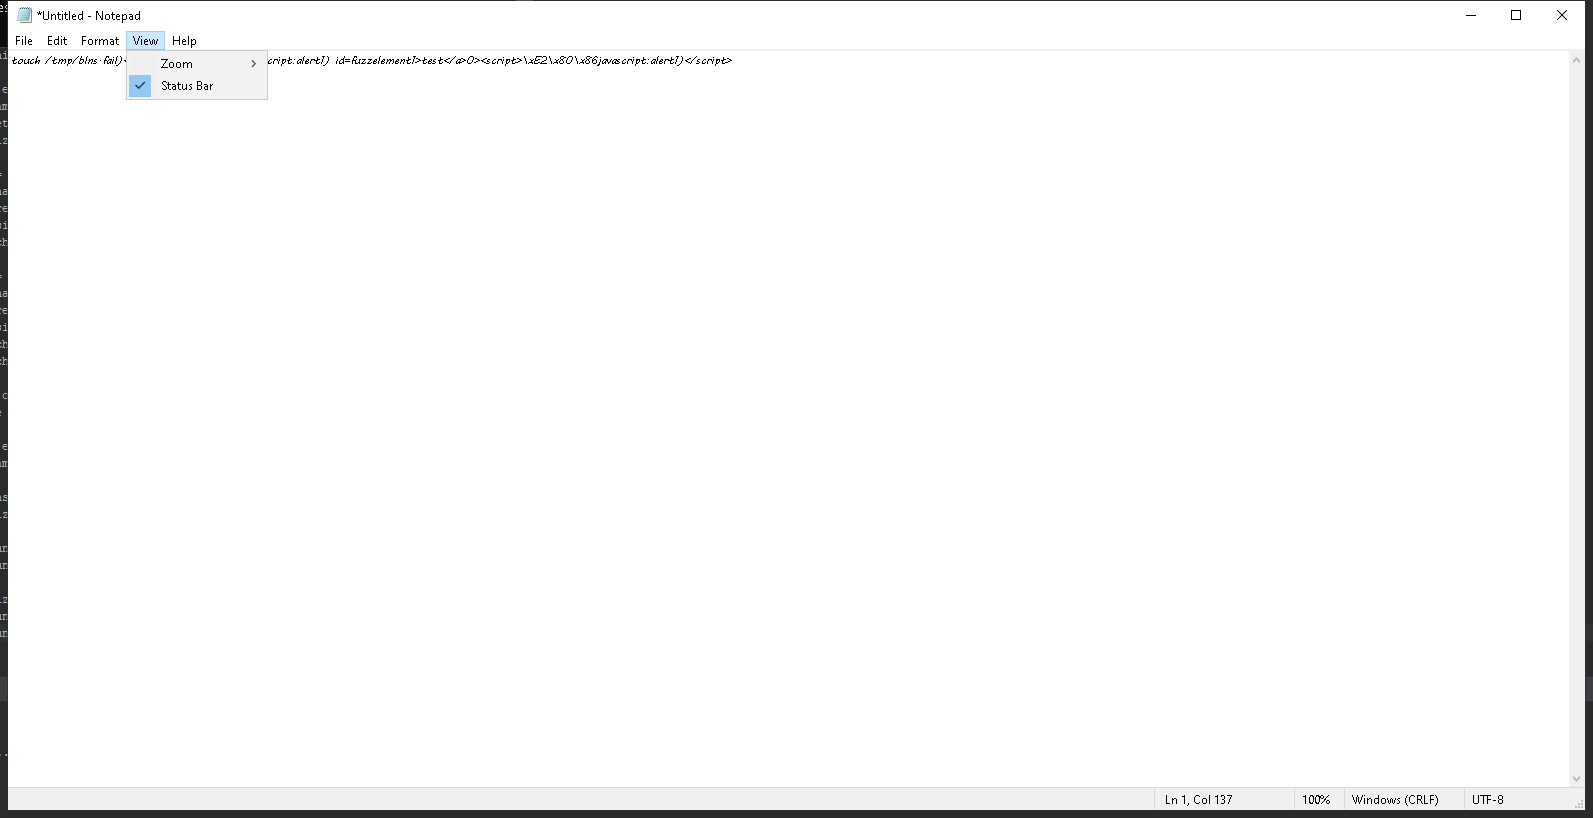 *Untitled - Notepad
File Edit Format View Help
touch /tmp/blns.fail) cript:alert1) id=fuzzelement1>test</a>0><script>\xE2\x80\x86javascript:alert1)</script>
Zoom
Status Bar
Ln 1, Col 137 100% Windows (CRLF) UTF-8